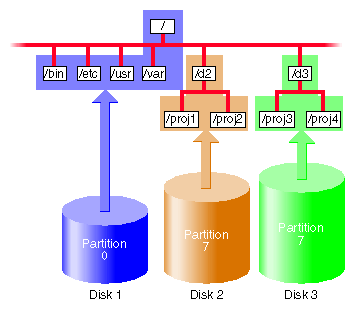 /
/bin /etc /usr /var /d2 /d3
/proj1 /proj2 /proj3 /proj4
Partition
0
Partition
7
Partition
7
Disk 1 Disk 2 Disk 3